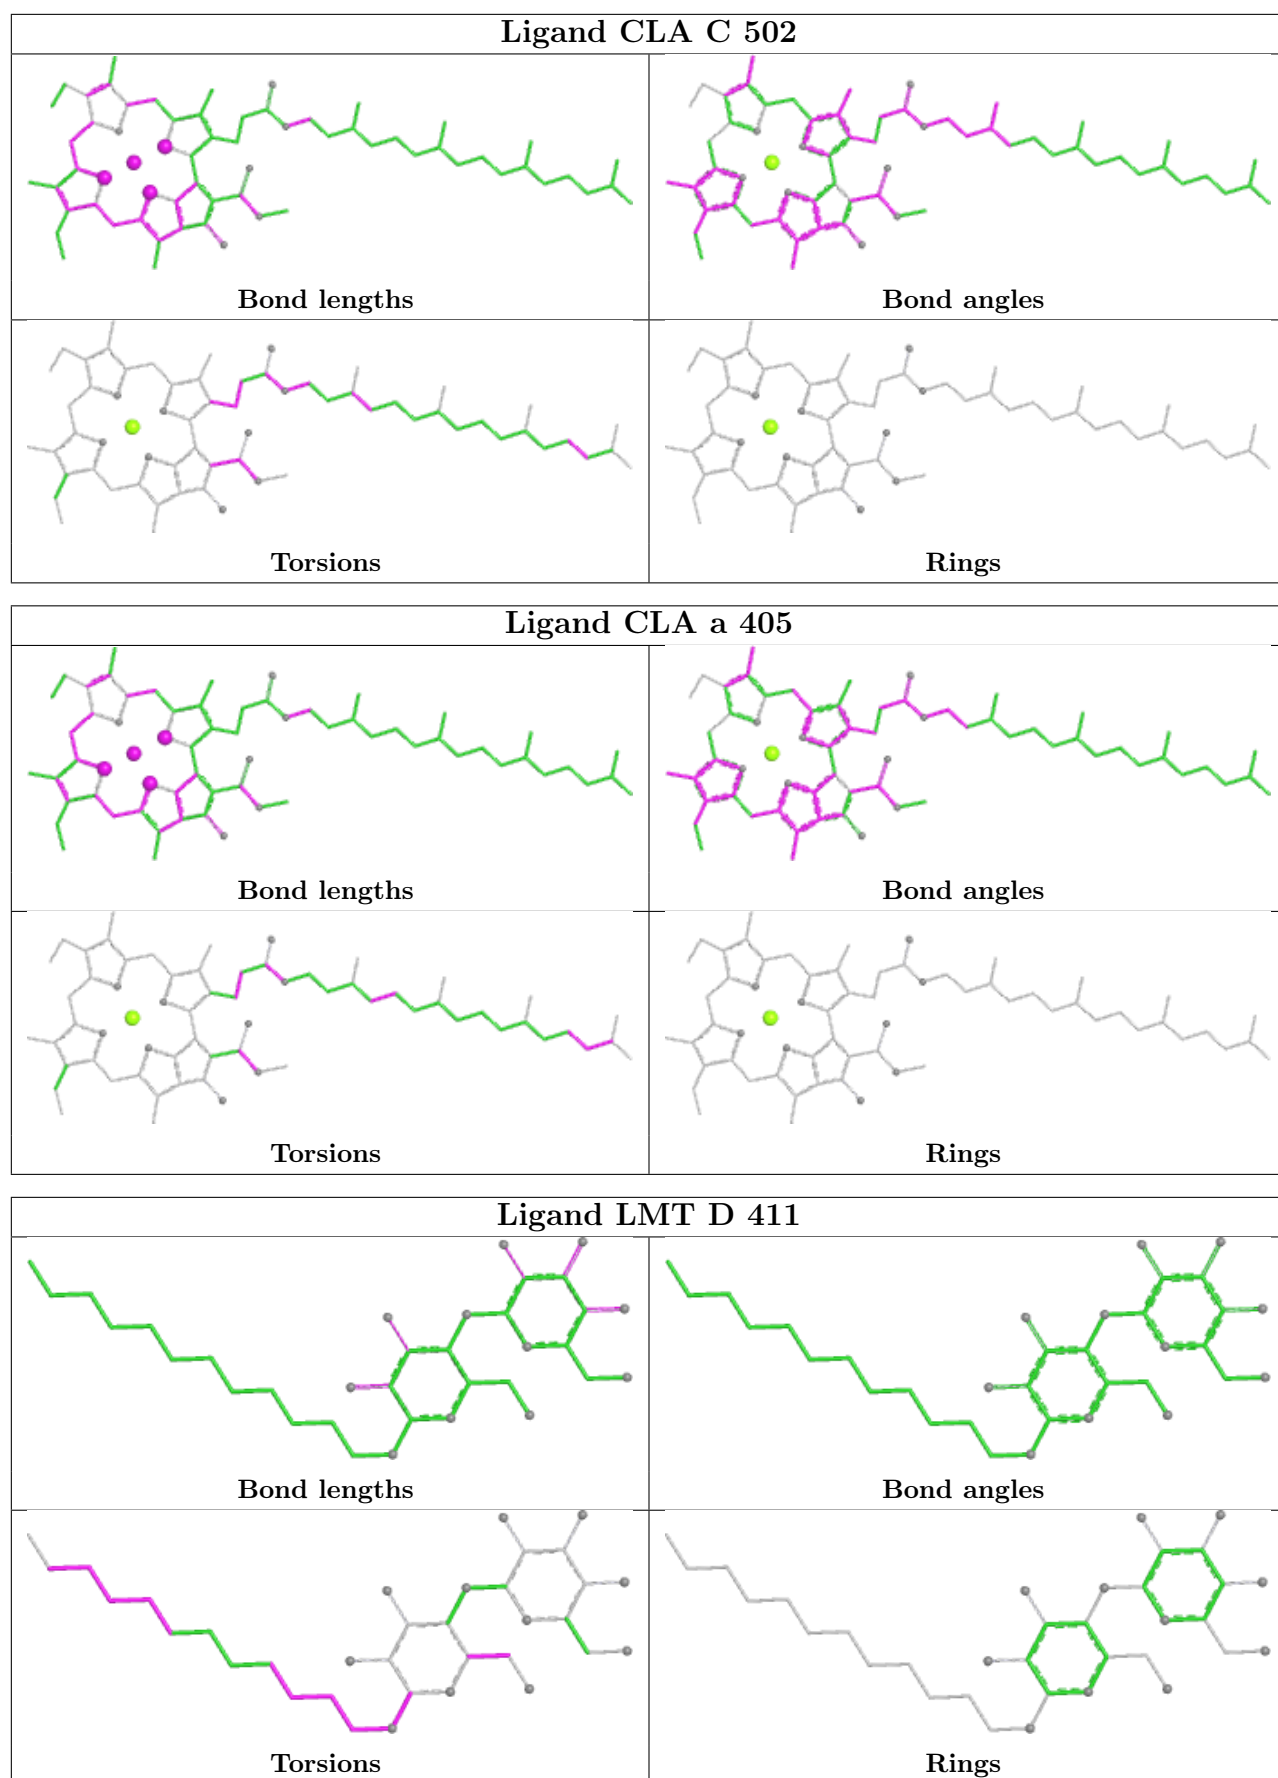 Ligand CLA C 502
Bond lengths
Bond angles
Torsions
Rings
Ligand CLA a 405
Bond lengths
Bond angles
Torsions
Rings
Ligand LMT D 411
Bond lengths
Bond angles
Torsions
Rings